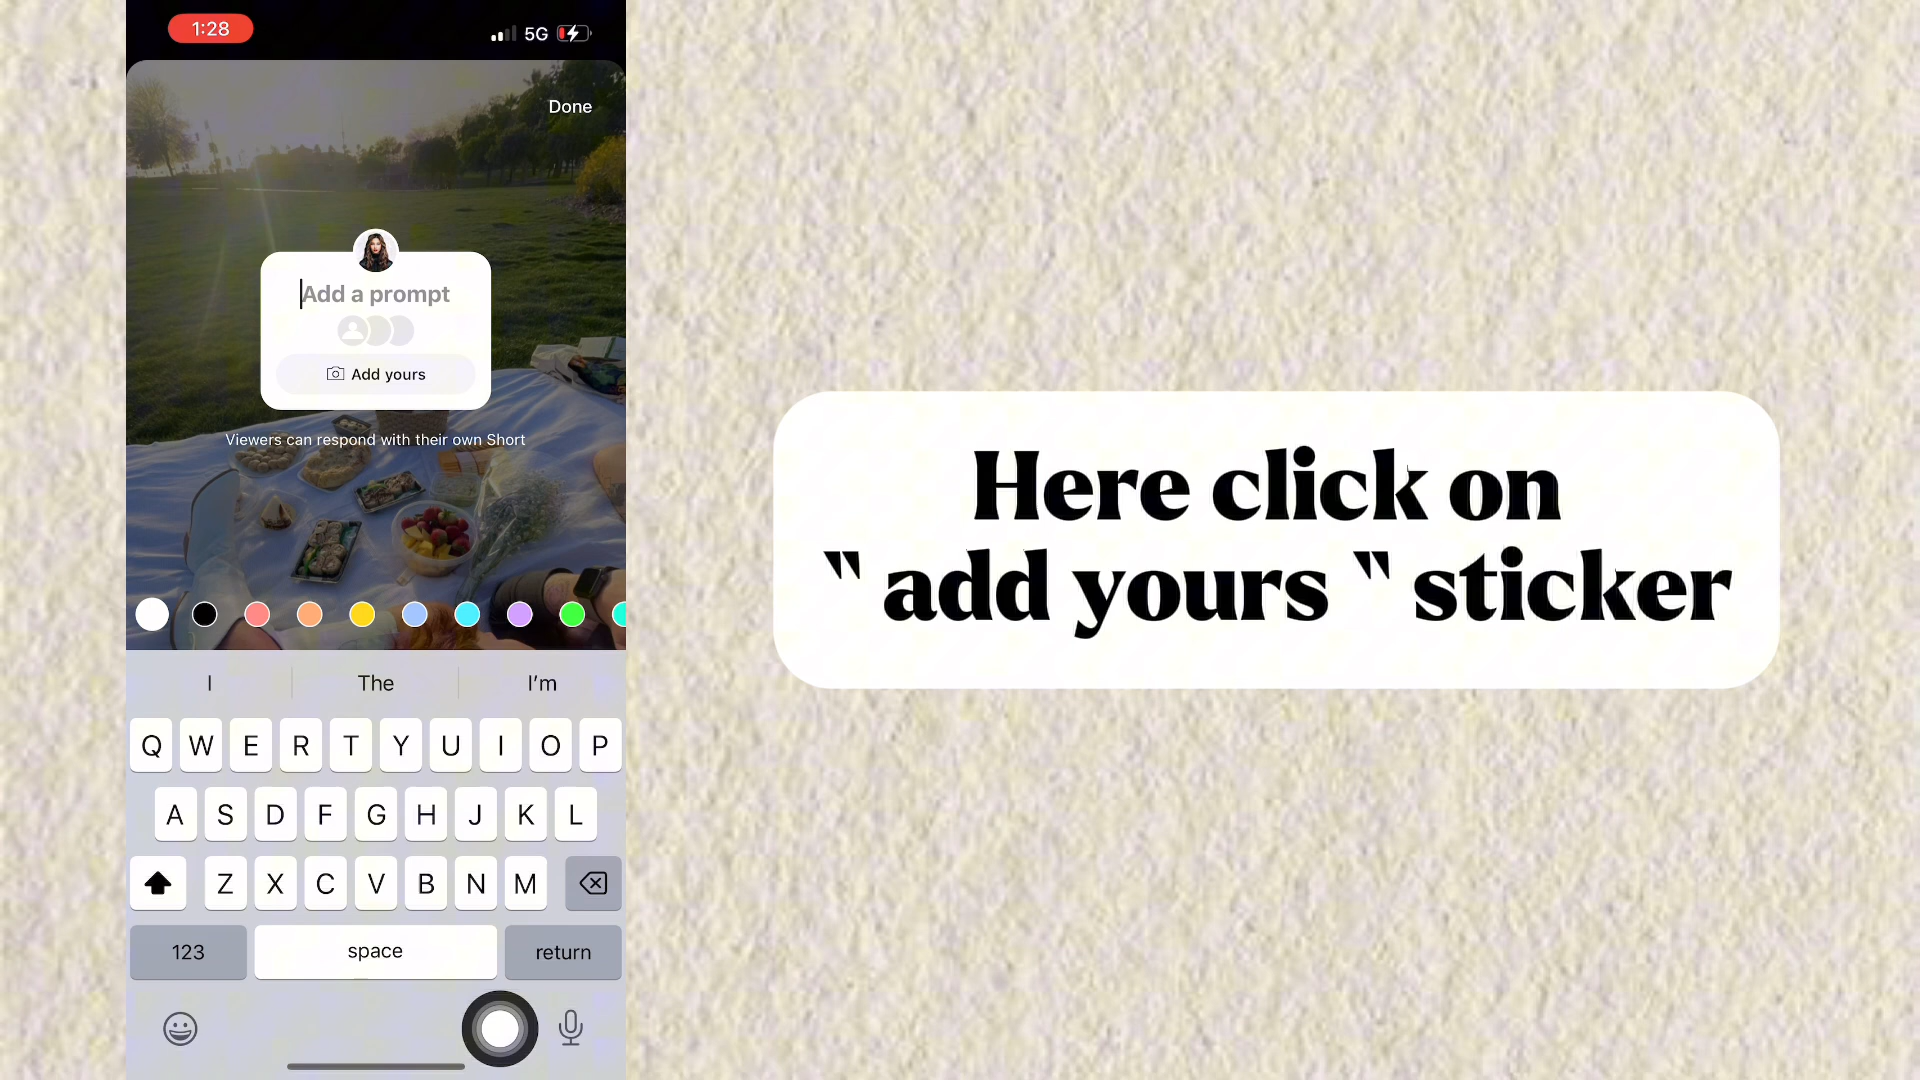 1:28
5G
Done
Add a prompt
Add yours
Viewers can respond with their own Short
I The I’m
Q W E R T Y U I O P
A S D F G H J K L
Z X C V B N M
123 space return
Here click on
‟ add yours ‟ sticker